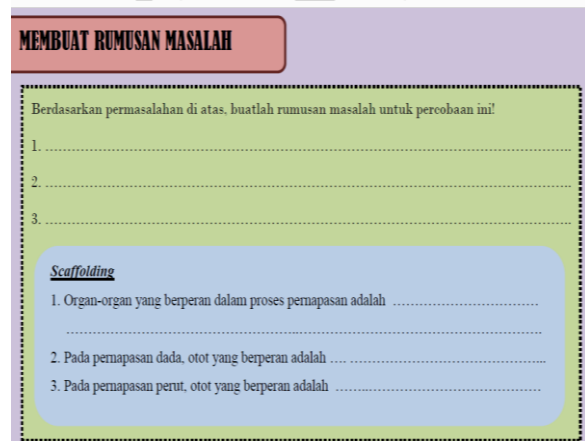 MEMBUAT RUMUSAN MASALAH
Berdasarkan permasalahan di atas, buatlah rumusan masalah untuk percobaan ini!
1. ........................................................................
2. ........................................................................
3. ........................................................................
Scaffolding
1. Organ-organ yang berperan dalam proses pernapasan adalah ........................................
........................................................................
2. Pada pernapasan dada, otot yang berperan adalah .... ........................................
3. Pada pernapasan perut, otot yang berperan adalah ........................................